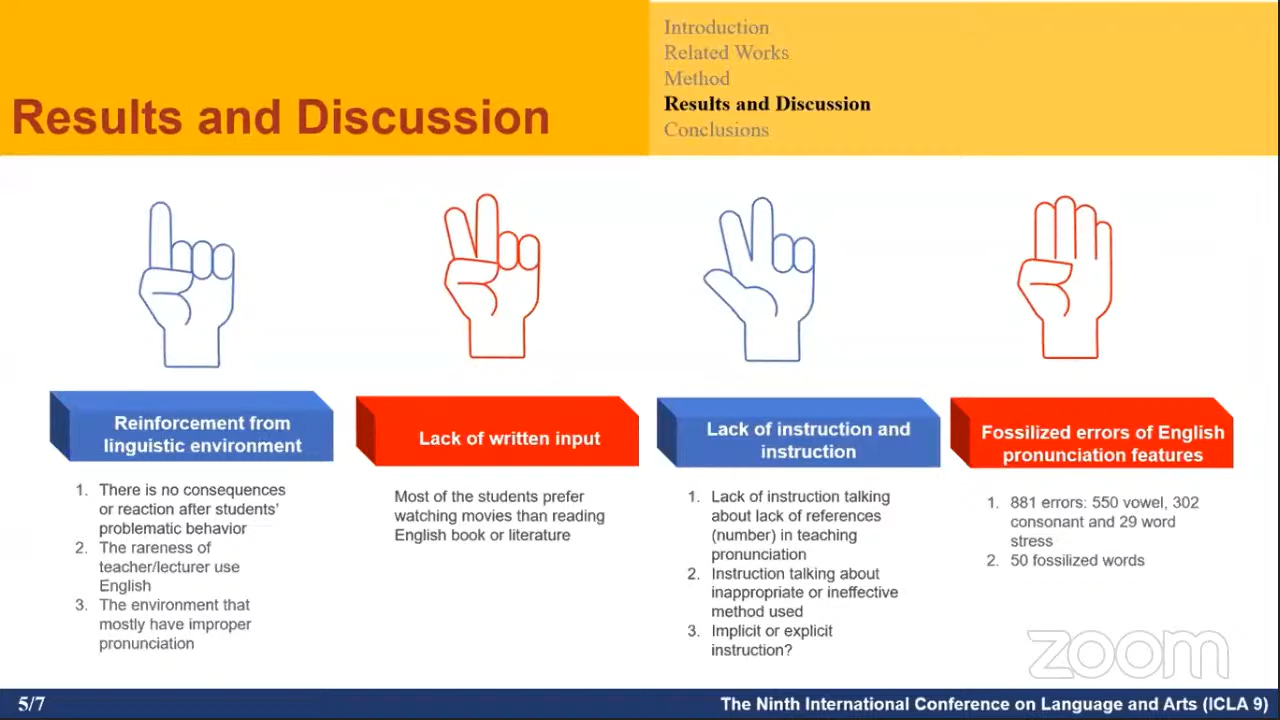 Results and Discussion
Introduction
Related Works
Method
Results and Discussion
Conclusions
Reinforcement from
linguistic environment
1. There is no consequences
or reaction after students'
problematic behavior
2. The rareness of
teacher/lecturer use
English
3. The environment that
mostly have improper
pronunciation
Lack of written input
Most of the students prefer
watching movies than reading
English book or literature
Lack of instruction and
instruction
1. Lack of instruction talking
about lack of references
(number) in teaching
pronunciation
2. Instruction talking about
inappropriate or ineffective
method used
3. Implicit or explicit
instruction?
Fossilized errors of English
pronunciation features
1. 881 errors: 550 vowel, 302
consonant and 29 word
stress
2. 50 fossilized words
zoom
5/7
The Ninth International Conference on Language and Arts (ICLA 9)